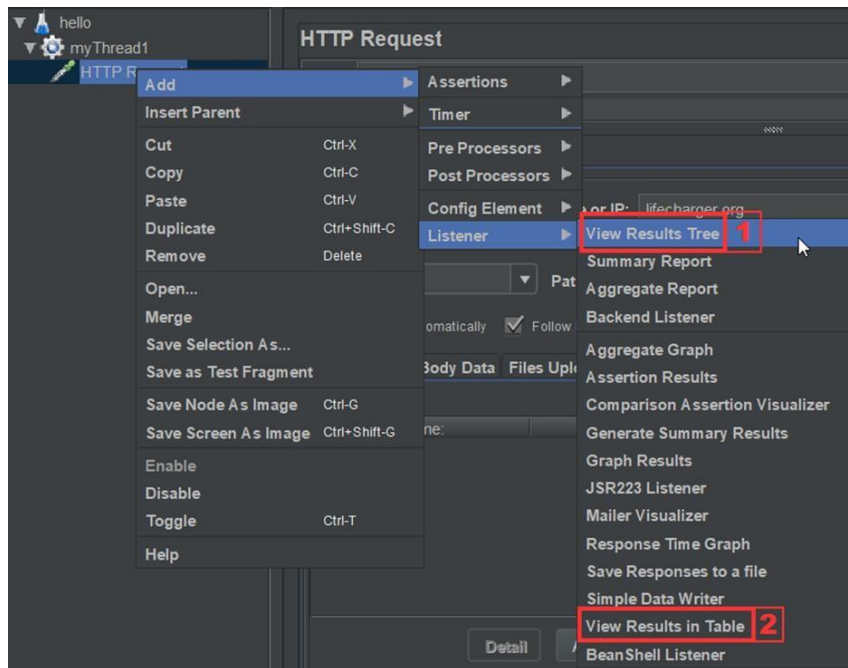 hello
myThread1
HTTP Request
HTTP R
Add
Insert Parent
Cut Ctrl-X
Copy Ctrl-C
Paste Ctrl-V
Duplicate Ctrl+Shift-C
Remove Delete
Open...
Merge
Save Selection As...
Save as Test Fragment
Save Node As Image Ctrl-G
Save Screen As Image Ctrl+Shift-G
Enable
Disable
Toggle Ctrl-T
Help
Assertions
Timer
Pre Processors
Post Processors
Config Element
Listener
or IP: lifecharger.org
View Results Tree 1
Summary Report
Aggregate Report
Backend Listener
Aggregate Graph
Assertion Results
Comparison Assertion Visualizer
Generate Summary Results
Graph Results
JSR223 Listener
Mailer Visualizer
Response Time Graph
Save Responses to a file
Simple Data Writer
View Results in Table 2
BeanShell Listener
Pat
omatically Follow
Body Data Files Upl
ne:
Detail